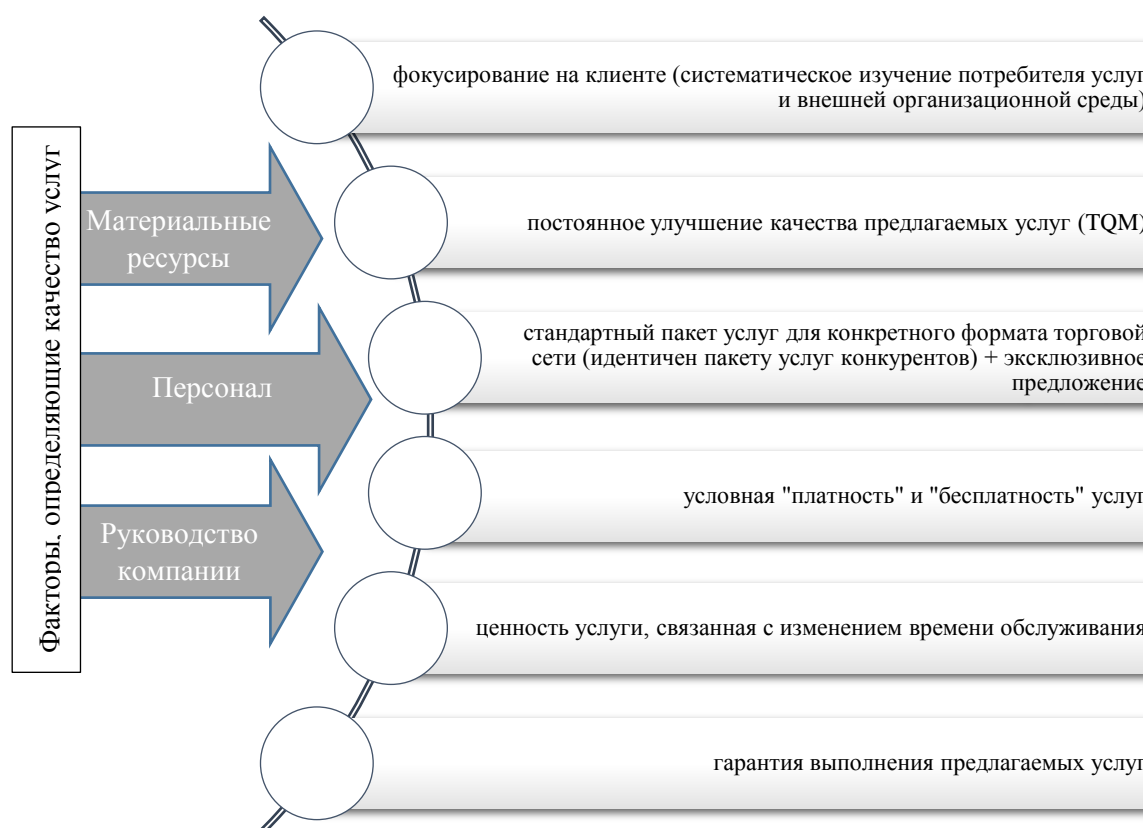 Факторы, определяющие качество услуг
Материальные
ресурсы
Персонал
Руководство
компании
фокусирование на клиенте (систематическое изучение потребителя услуг
и внешней организационной среды)
постоянное улучшение качества предлагаемых услуг (TQM)
стандартный пакет услуг для конкретного формата торговой
сети (идентичен пакету услуг конкурентов) + эксклюзивное
предложение
условная "платность" и "бесплатность" услуг
ценность услуги, связанная с изменением времени обслуживания
гарантия выполнения предлагаемых услуг